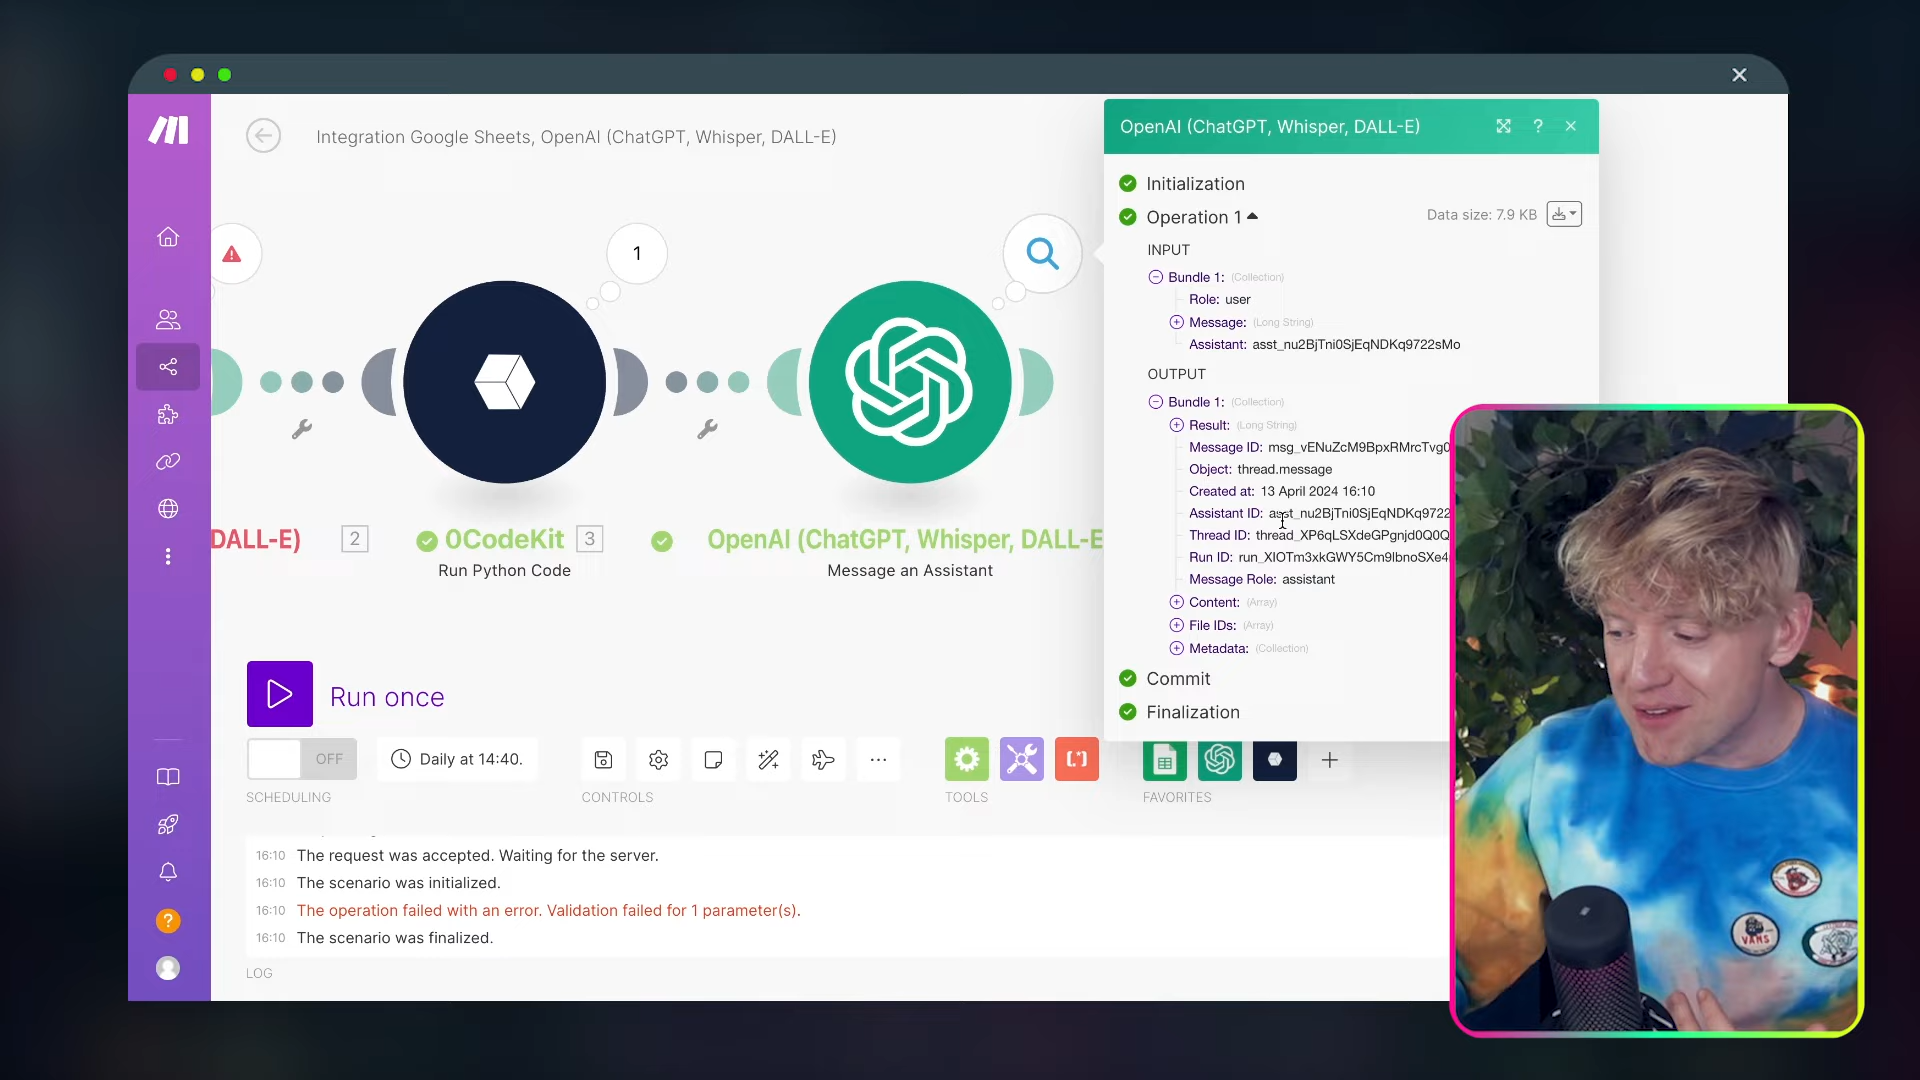 Integration Google Sheets, OpenAI (ChatGPT, Whisper, DALL-E)
1
DALL-E)
2
0CodeKit
3
Run Python Code
OpenAI (ChatGPT, Whisper, DALL-E
Message an Assistant
OpenAI (ChatGPT, Whisper, DALL-E)
?
Initialization
Operation 1
Data size: 7.9 KB
INPUT
Bundle 1: (Collection)
Role: user
Message: (Long String)
Assistant: asst_nu2BjTni0SjEqNDKq9722sMo
OUTPUT
Bundle 1: (Collection)
Result: (Long String)
Message ID: msg_vENuZcM9BpxRMrcTvg0
Object: thread.message
Created at: 13 April 2024 16:10
Assistant ID: asst_nu2BjTni0SjEqNDKq9722
Thread ID: thread_XP6qLSXdeGPgnjd0Q0Q
Run ID: run_XIOTm3xkGWY5Cm9lbnoSXe4
Message Role: assistant
Content: (Array)
File IDs: (Array)
Metadata: (Collection)
Commit
Finalization
Run once
OFF
Daily at 14:40.
SCHEDULING
CONTROLS
TOOLS
FAVORITES
16:10 The request was accepted. Waiting for the server.
16:10 The scenario was initialized.
16:10 The operation failed with an error. Validation failed for 1 parameter(s).
16:10 The scenario was finalized.
LOG
?
VANS